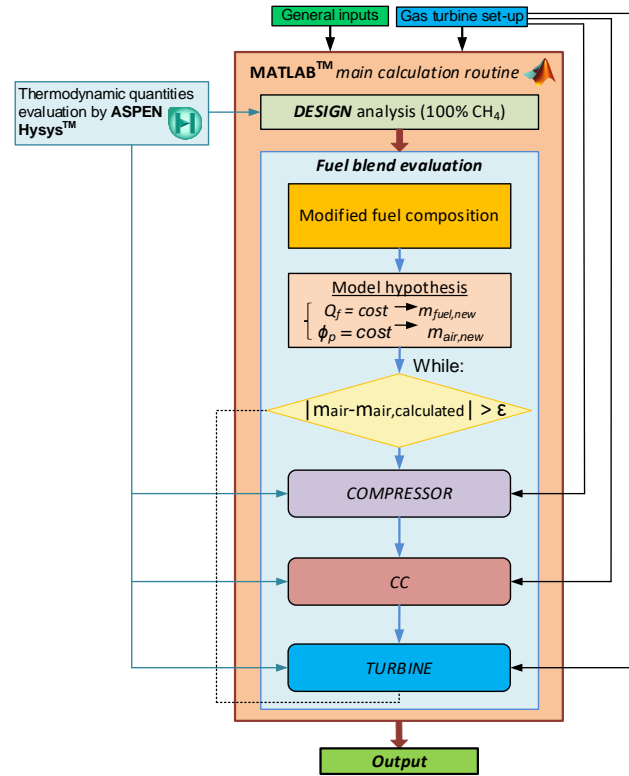 General inputs
Gas turbine set-up
MATLAB™ main calculation routine
Thermodynamic quantities
evaluation by ASPEN
Hysys™
DESIGN analysis (100% CH₄)
Fuel blend evaluation
Modified fuel composition
Model hypothesis
Q_f = cost → m_fuel,new
ϕ_p = cost → m_air,new
While:
|mair-mair,calculated| > ε
COMPRESSOR
CC
TURBINE
Output